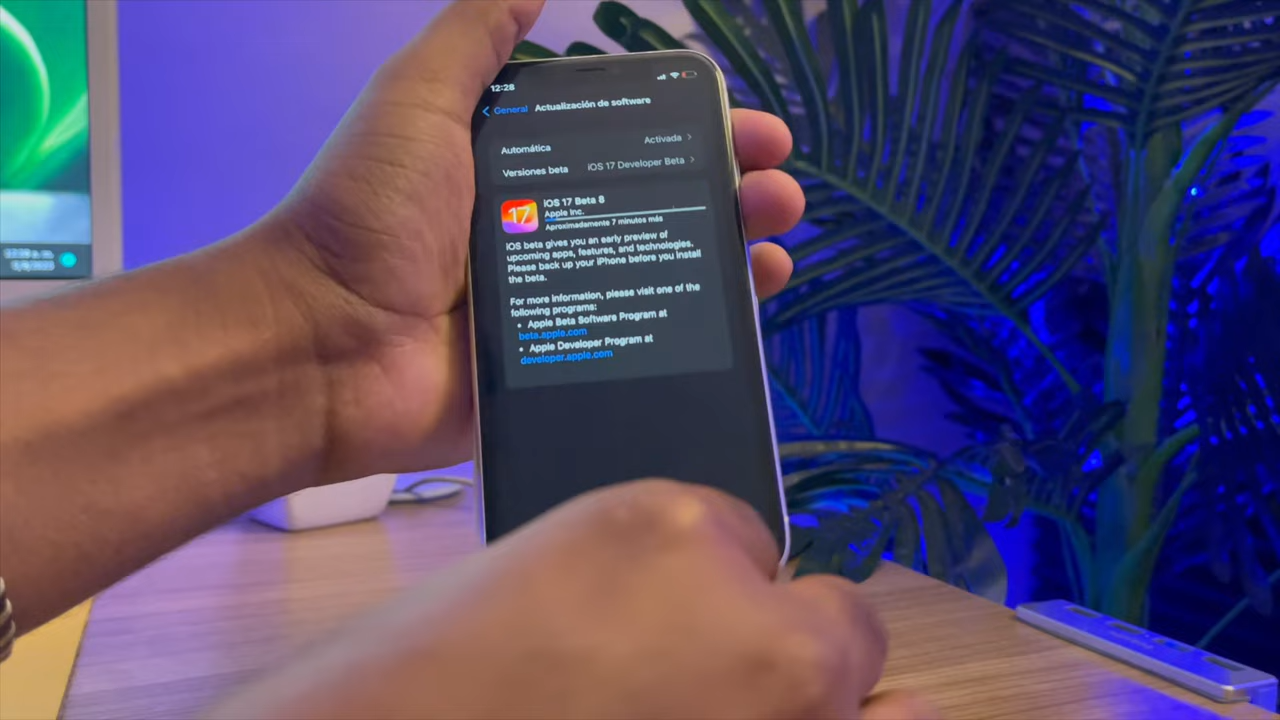 12:28
General Actualización de software
Automática Activada
Versiones beta iOS 17 Developer Beta
17
iOS 17 Beta 8
Apple Inc.
Aproximadamente 7 minutos más
iOS beta gives you an early preview of
upcoming apps, features, and technologies.
Please back up your iPhone before you install
the beta.
For more information, please visit one of the
following programs:
• Apple Beta Software Program at
beta.apple.com
• Apple Developer Program at
developer.apple.com